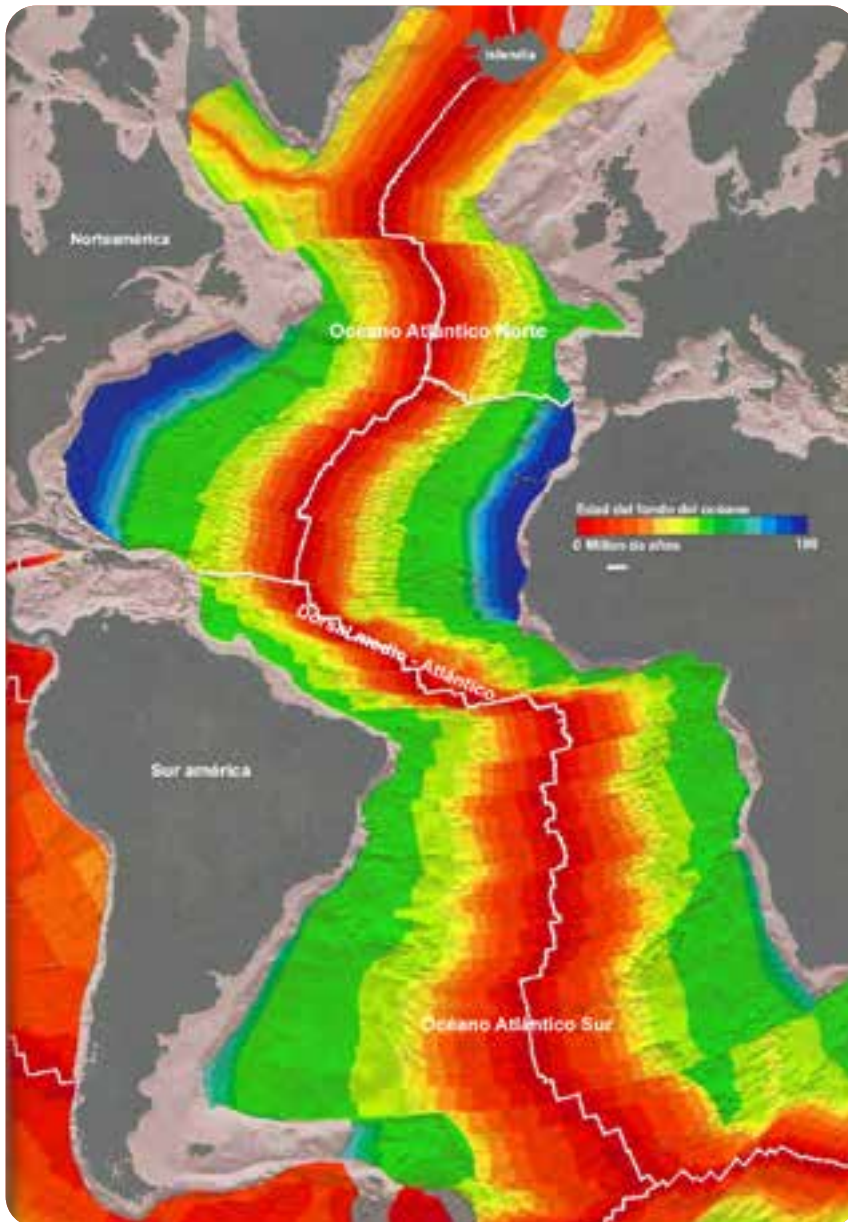 Islandia
Norteamérica
Océano Atlántico Norte
Edad del fondo del océano
0 Millon de años 180
Dorsal medio - Atlántico
Sur américa
Océano Atlántico Sur